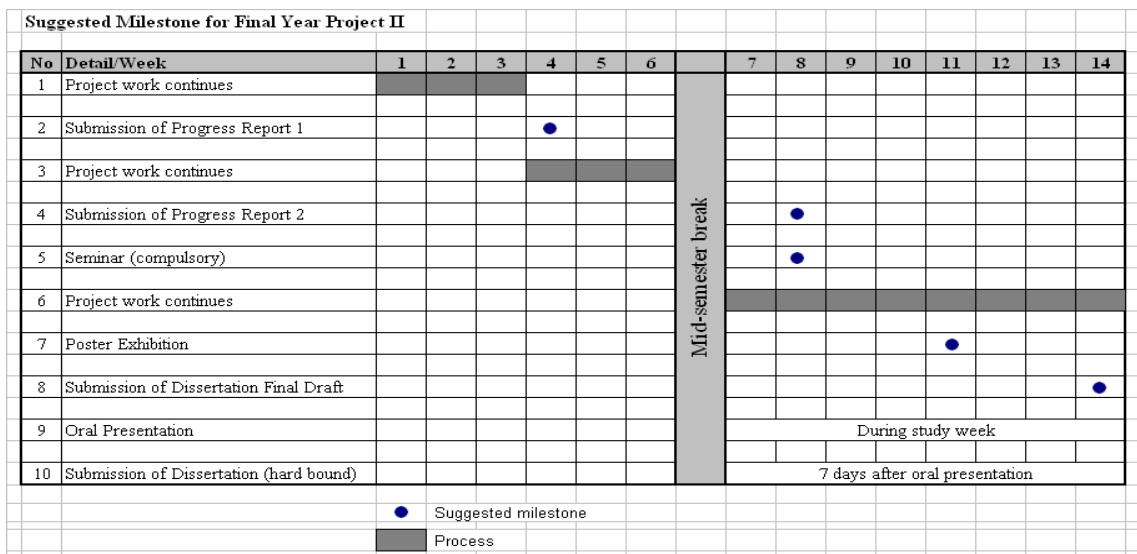 Suggested Milestone for Final Year Project II
No Detail/Week 1 2 3 4 5 6 7 8 9 10 11 12 13 14
1 Project work continues
2 Submission of Progress Report 1
3 Project work continues
4 Submission of Progress Report 2
5 Seminar (compulsory)
6 Project work continues
Mid-semester break
7 Poster Exhibition
8 Submission of Dissertation Final Draft
9 Oral Presentation During study week
10 Submission of Dissertation (hard bound) 7 days after oral presentation
Suggested milestone
Process